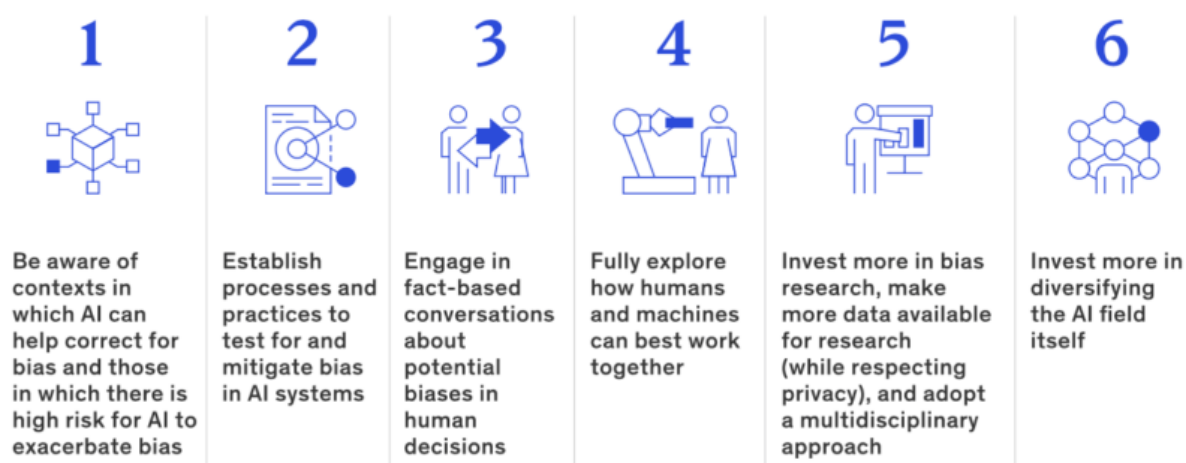 1
Be aware of
contexts in
which AI can
help correct for
bias and those
in which there is
high risk for AI to
exacerbate bias
2
Establish
processes and
practices to
test for and
mitigate bias
in AI systems
3
Engage in
fact-based
conversations
about
potential
biases in
human
decisions
4
Fully explore
how humans
and machines
can best work
together
5
Invest more in bias
research, make
more data available
for research
(while respecting
privacy), and adopt
a multidisciplinary
approach
6
Invest more in
diversifying
the AI field
itself